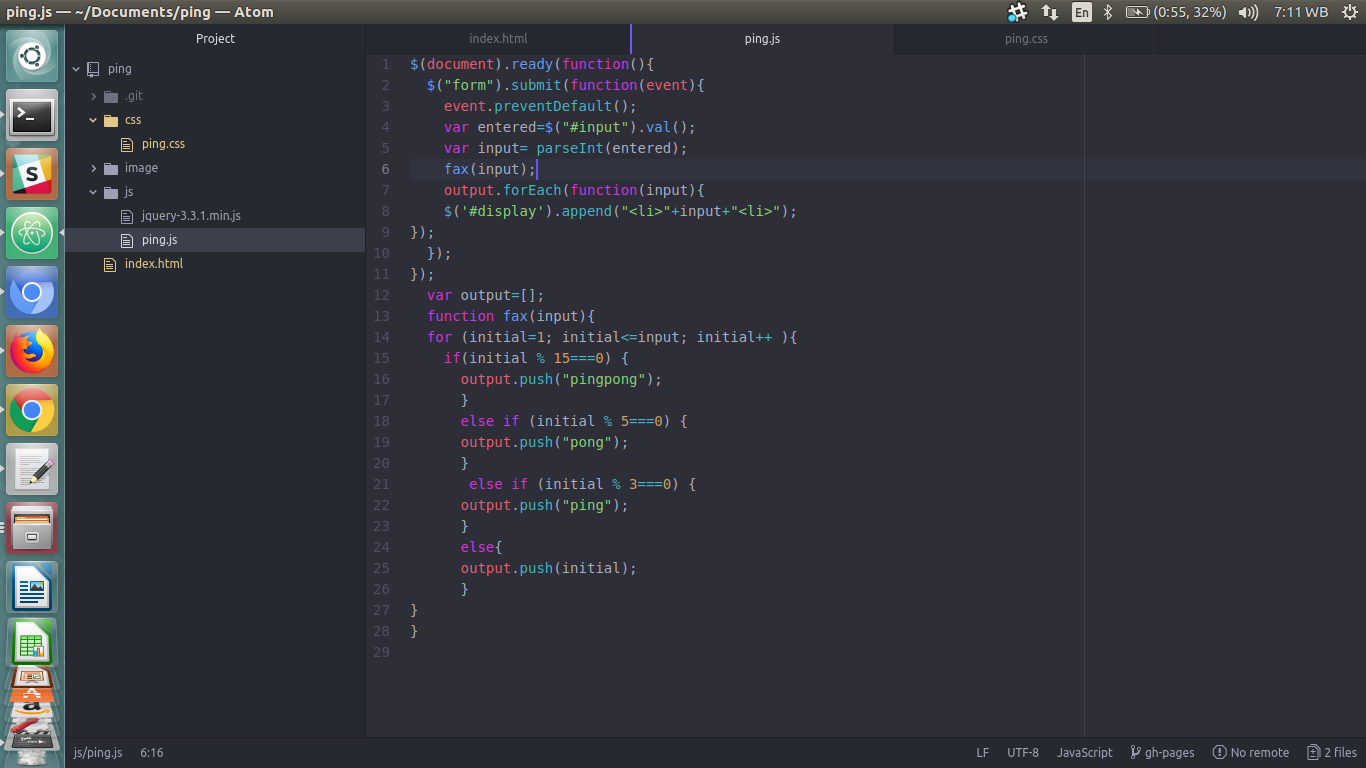 ping.js — ~/Documents/ping — Atom
En
(0:55, 32%)
7:11 WB
Project
index.html
ping.js
ping.css
ping
.git
css
ping.css
image
js
jquery-3.3.1.min.js
ping.js
index.html
1 $(document).ready(function(){
2 $("form").submit(function(event){
3 event.preventDefault();
4 var entered=$("#input").val();
5 var input= parseInt(entered);
6 fax(input);
7 output.forEach(function(input){
8 $('#display').append("<li>"+input+"<li>");
9 });
10 });
11 });
12 var output=[];
13 function fax(input){
14 for (initial=1; initial<=input; initial++ ){
15 if(initial % 15===0) {
16 output.push("pingpong");
17 }
18 else if (initial % 5===0) {
19 output.push("pong");
20 }
21 else if (initial % 3===0) {
22 output.push("ping");
23 }
24 else{
25 output.push(initial);
26 }
27 }
28 }
29
js/ping.js 6:16
LF UTF-8 JavaScript gh-pages No remote 2 files